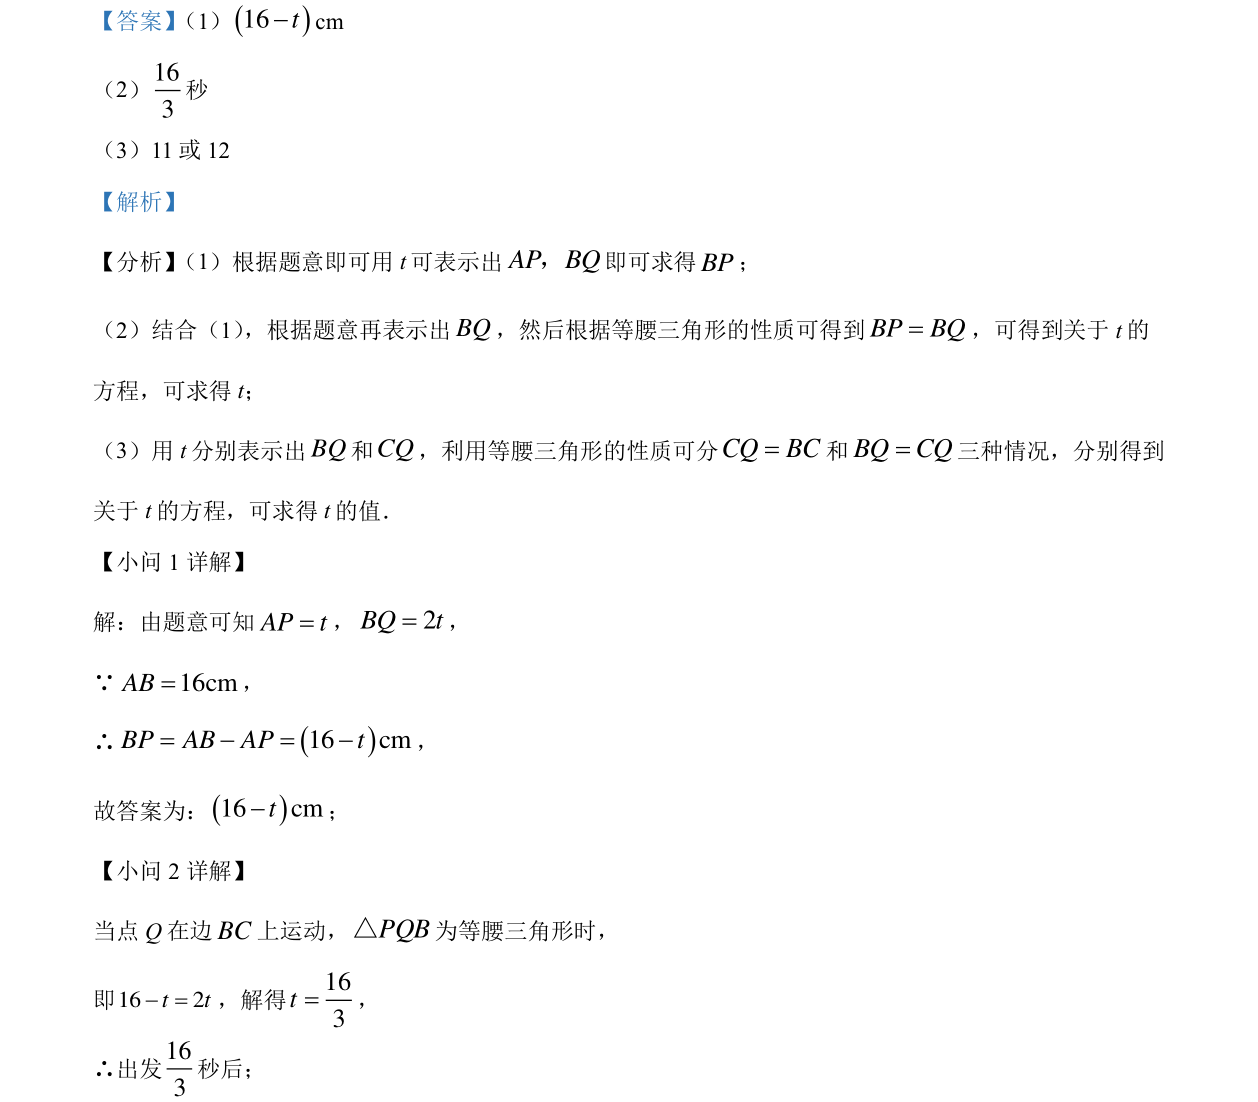 【答案】（1）(16－t)cm
（2）16/3 秒
（3）11 或 12
【解析】
【分析】（1）根据题意即可用 t 可表示出 AP，BQ 即可求得 BP；
（2）结合（1），根据题意再表示出 BQ，然后根据等腰三角形的性质可得到 BP = BQ，可得到关于 t 的
方程，可求得 t；
（3）用 t 分别表示出 BQ 和 CQ，利用等腰三角形的性质可分 CQ = BC 和 BQ = CQ 三种情况，分别得到
关于 t 的方程，可求得 t 的值．
【小问 1 详解】
解：由题意可知 AP = t，BQ = 2t，
∵ AB = 16cm，
∴ BP = AB－AP = (16－t)cm，
故答案为：(16－t)cm；
【小问 2 详解】
当点 Q 在边 BC 上运动，△PQB 为等腰三角形时，
即 16－t = 2t，解得 t = 16/3，
∴出发 16/3 秒后；